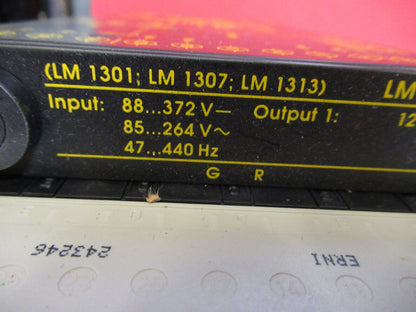 (LM 1301; LM 1307; LM 1313) LM
Input: 88...372 V⎓ Output 1: 12
85...264 V~
47...440 Hz
G R
243246 ERNI